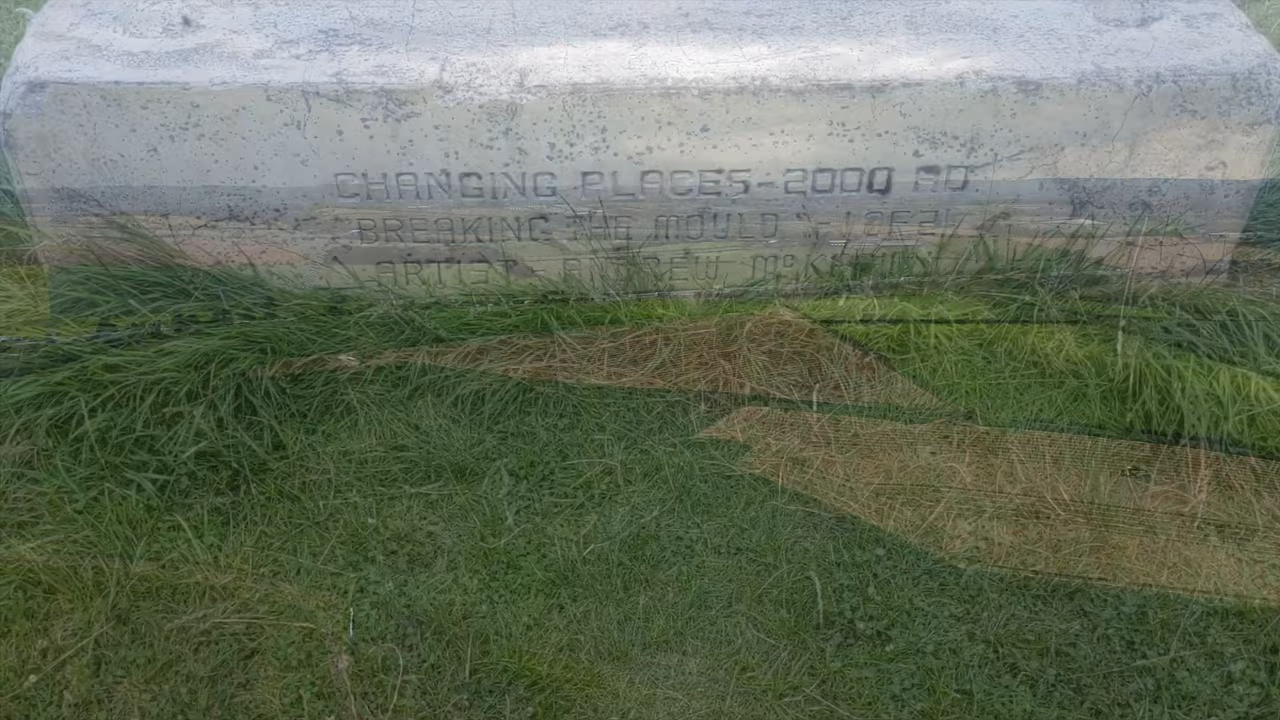 CHANGING PLACES-2000 AD.
BREAKING THE MOULD
ARTIST - ANDREW